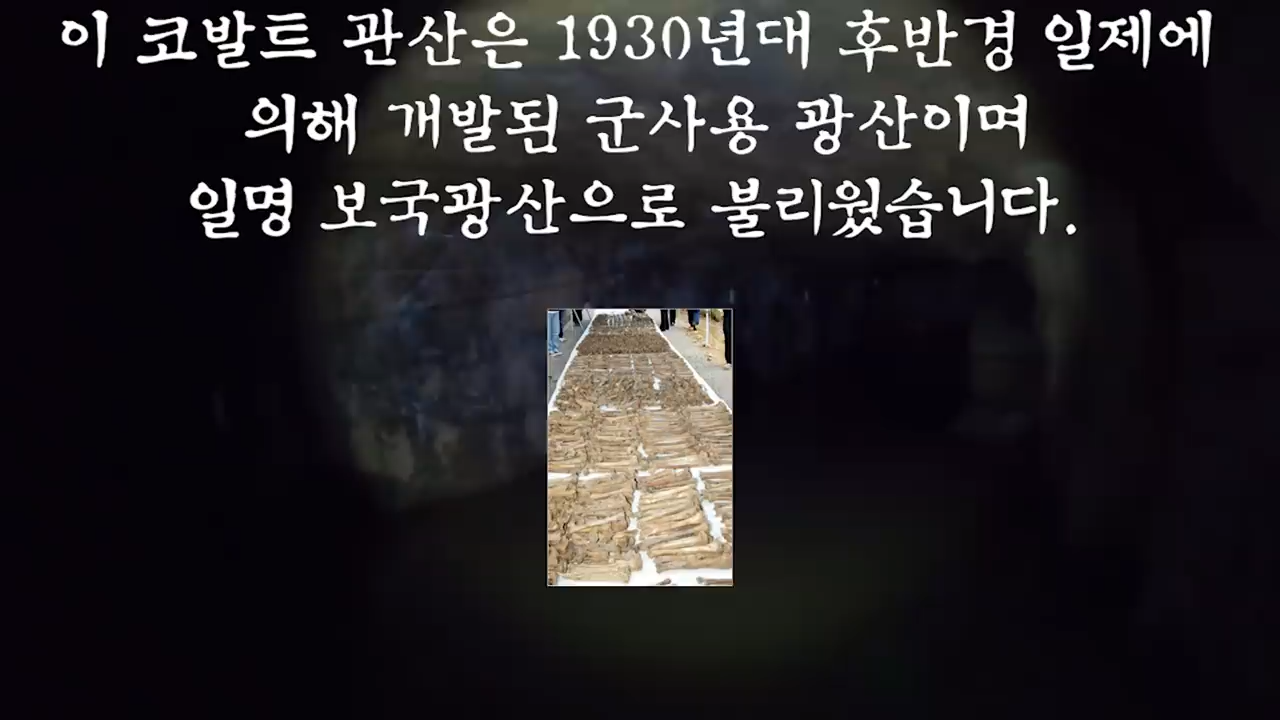 이 코발트 관산은 1930년대 후반경 일제에
의해 개발됨 군사용 광산이며
일명 보국광산으로 불리웠습니다.